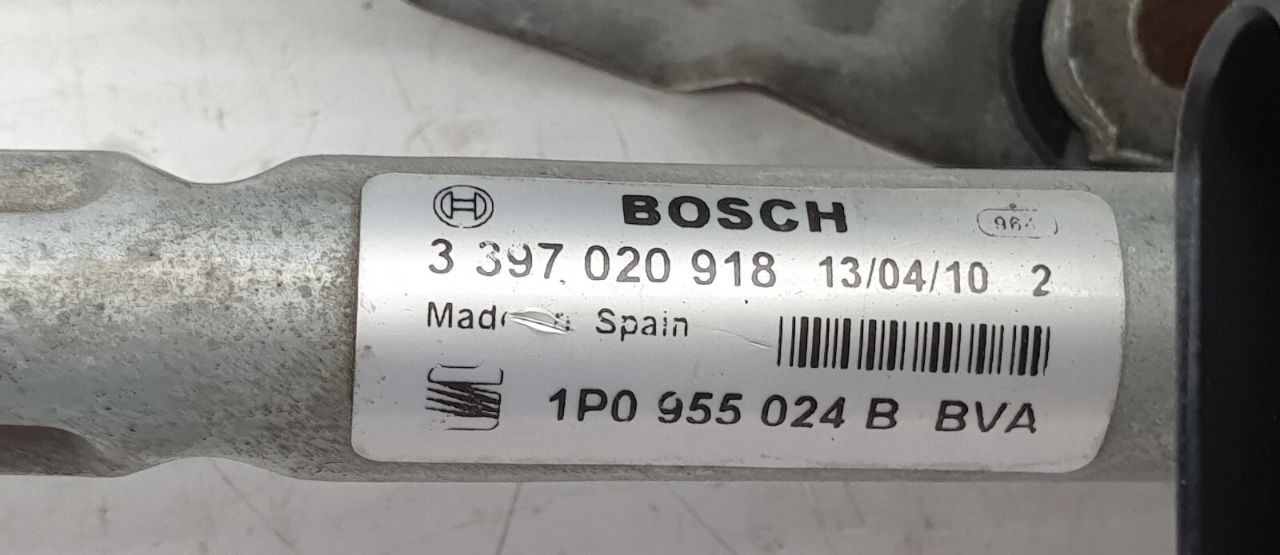 BOSCH
3 397 020 918 13/04/10 2
Spain
1P0 955 024 B BVA